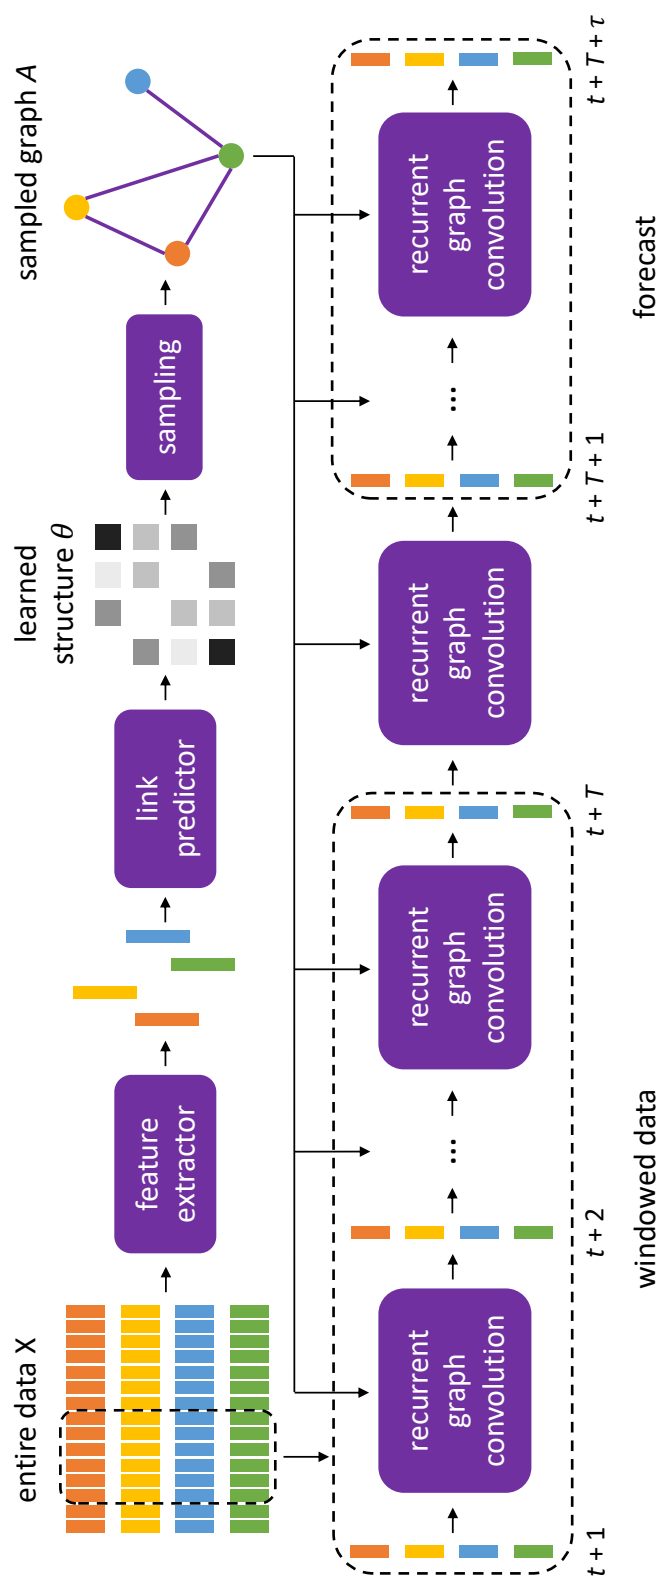 entire data X
feature
extractor
link
predictor
learned
structure θ
sampling
sampled graph A
recurrent
graph
convolution
...
recurrent
graph
convolution
recurrent
graph
convolution
...
recurrent
graph
convolution
t + 1
t + 2
t + T
t + T + 1
t + T + τ
windowed data
forecast